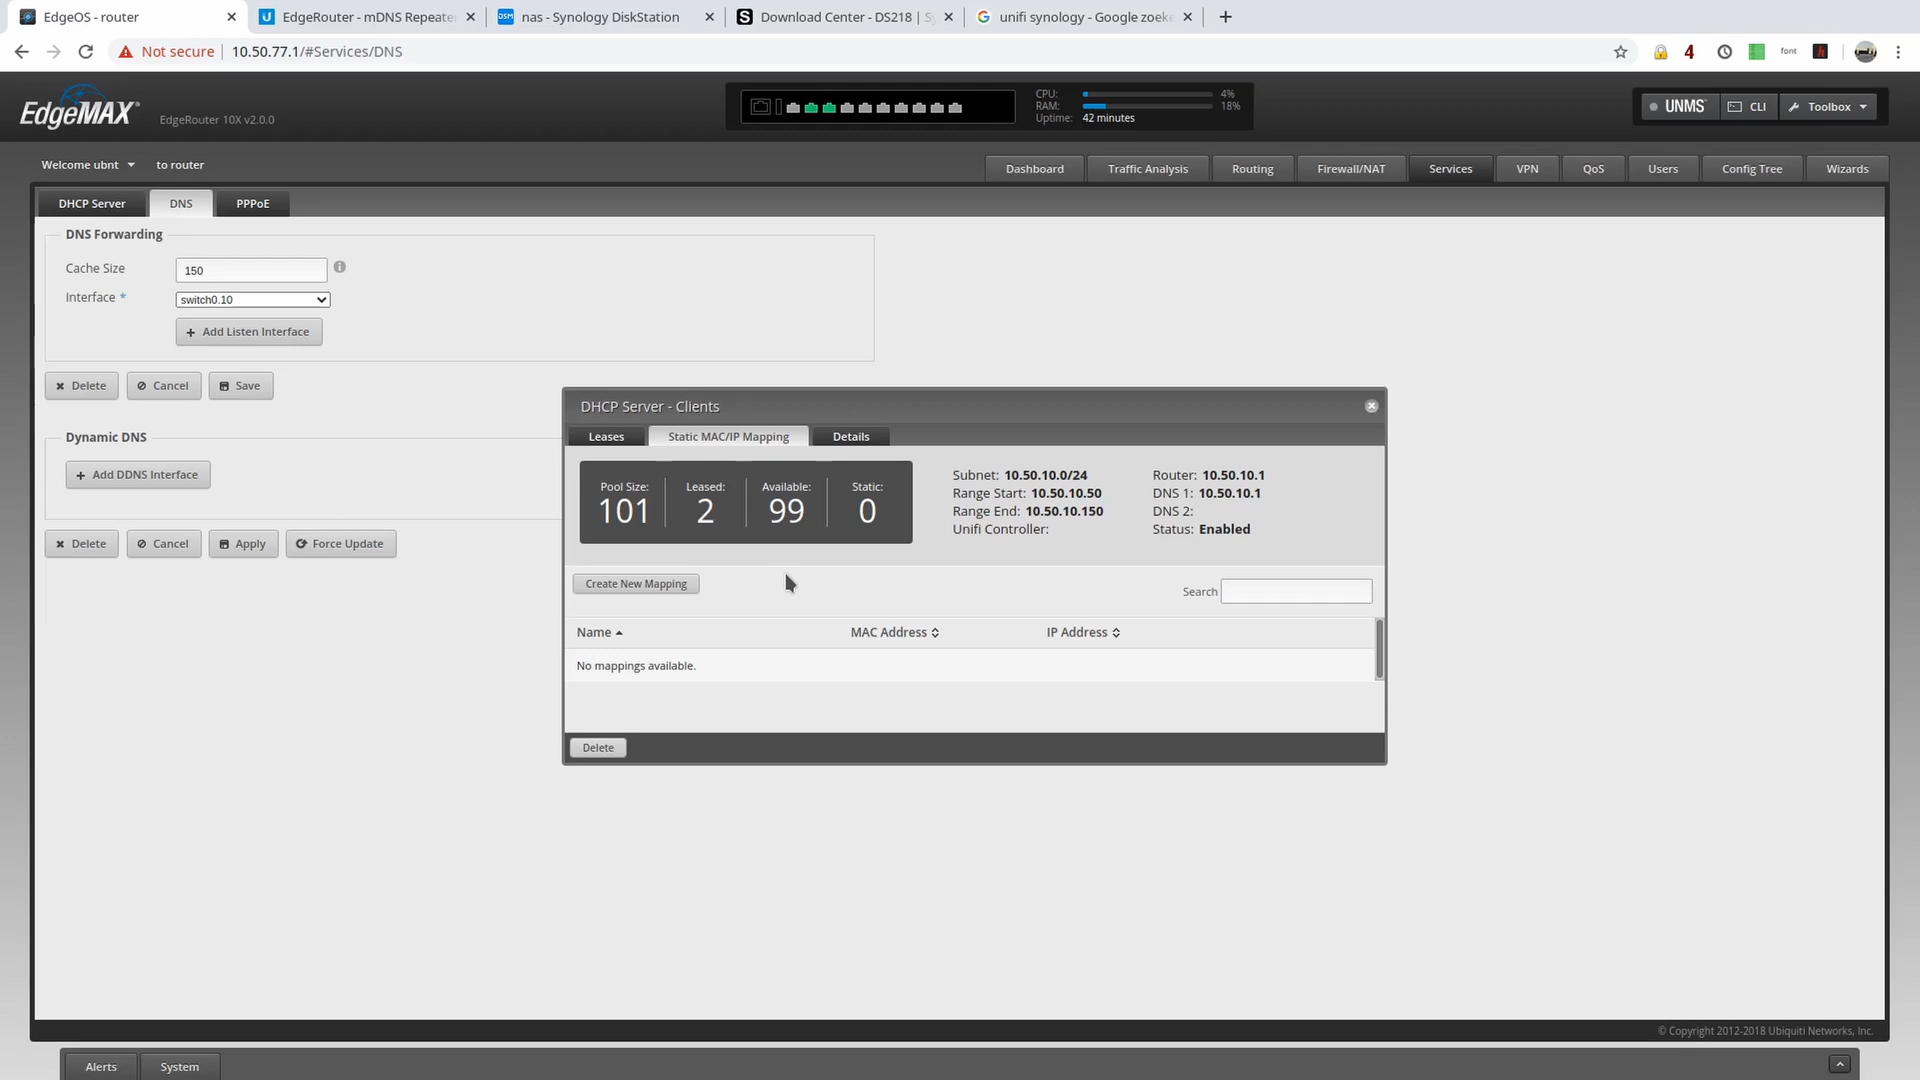 EdgeOS - router
EdgeRouter - mDNS Repeate
nas - Synology DiskStation
Download Center - DS218 | Sy
unifi synology - Google zoeke
Not secure | 10.50.77.1/#Services/DNS
4
font
EdgeMAX
EdgeRouter 10X v2.0.0
CPU: 4%
RAM: 18%
Uptime: 42 minutes
UNMS
CLI
Toolbox
Welcome ubnt
to router
Dashboard
Traffic Analysis
Routing
Firewall/NAT
Services
VPN
QoS
Users
Config Tree
Wizards
DHCP Server
DNS
PPPoE
DNS Forwarding
Cache Size 150
Interface * switch0.10
+ Add Listen Interface
Delete
Cancel
Save
Dynamic DNS
+ Add DDNS Interface
Delete
Cancel
Apply
Force Update
DHCP Server - Clients
Leases
Static MAC/IP Mapping
Details
Pool Size: 101
Leased: 2
Available: 99
Static: 0
Subnet: 10.50.10.0/24
Range Start: 10.50.10.50
Range End: 10.50.10.150
Unifi Controller:
Router: 10.50.10.1
DNS 1: 10.50.10.1
DNS 2:
Status: Enabled
Create New Mapping
Search
Name
MAC Address
IP Address
No mappings available.
Delete
© Copyright 2012-2018 Ubiquiti Networks, Inc.
Alerts
System